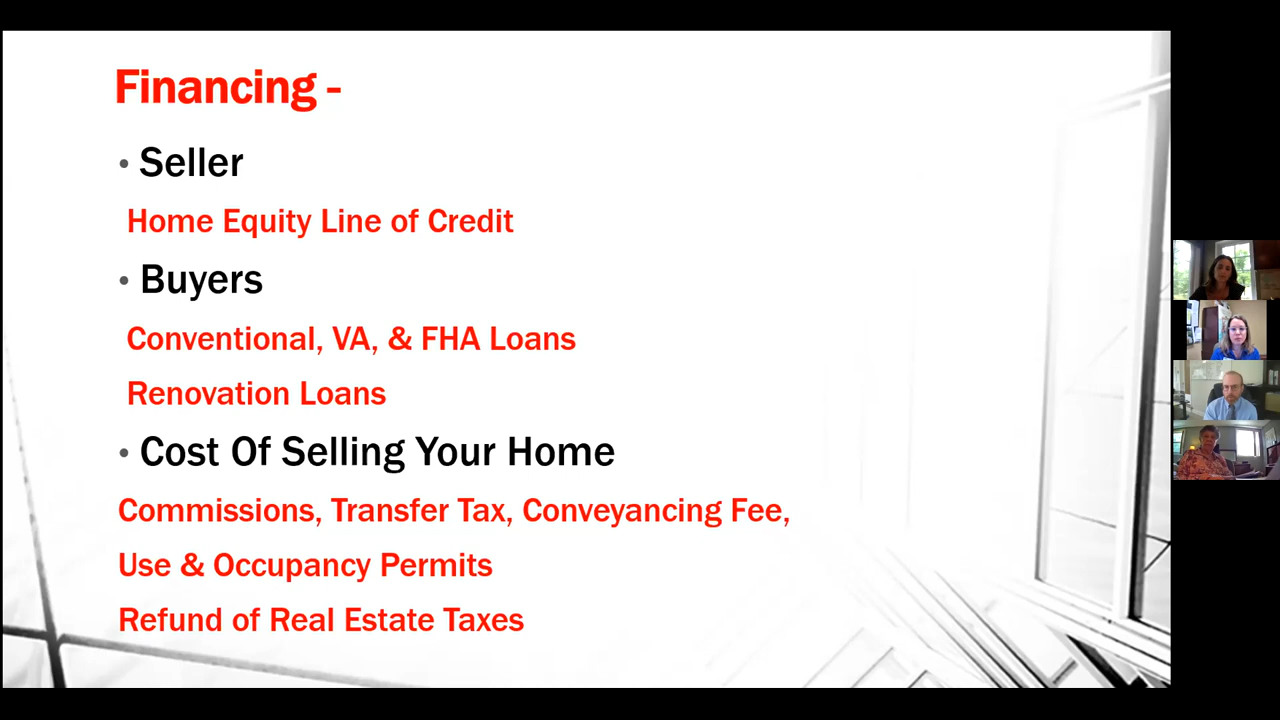 Financing -
• Seller
Home Equity Line of Credit
• Buyers
Conventional, VA, & FHA Loans
Renovation Loans
• Cost Of Selling Your Home
Commissions, Transfer Tax, Conveyancing Fee,
Use & Occupancy Permits
Refund of Real Estate Taxes